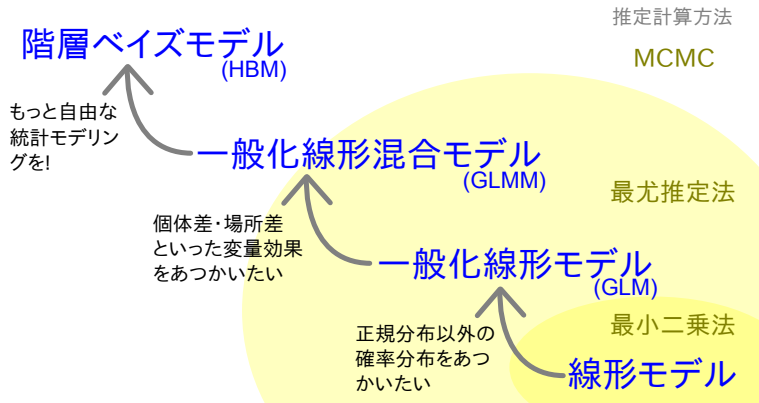 推定計算方法
階層ベイズモデル
(HBM)
MCMC
もっと自由な
統計モデリン
グを!
一般化線形混合モデル
(GLMM)
最尤推定法
個体差・場所差
といった変量効果
をあつかいたい
一般化線形モデル
(GLM)
最小二乗法
正規分布以外の
確率分布をあつ
かいたい
線形モデル